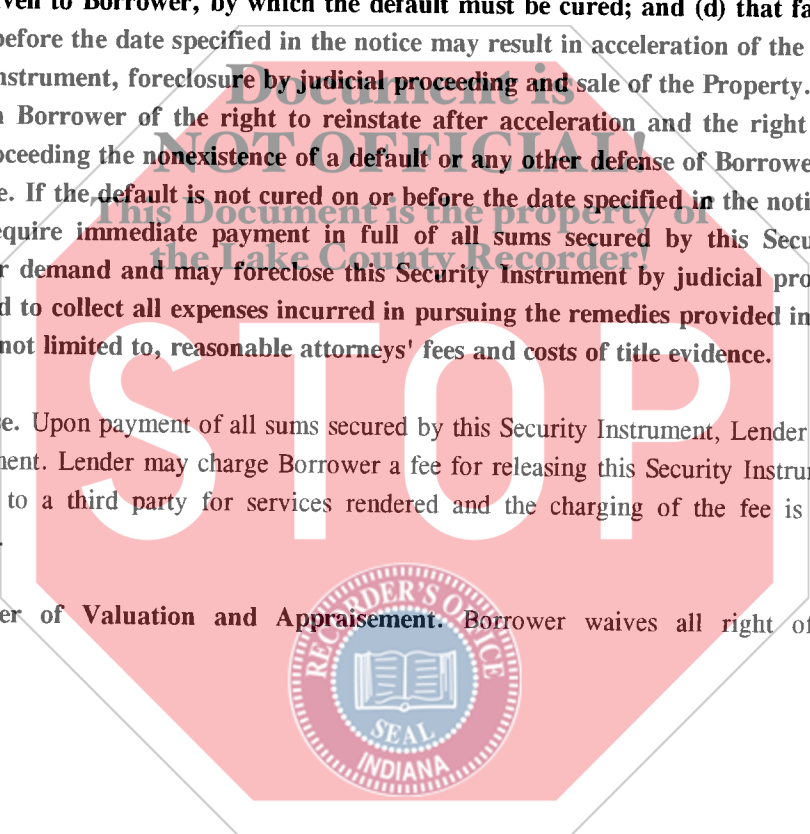 ven to Borrower, by which the default must be cured; and (d) that fa
before the date specified in the notice may result in acceleration of the
nstrument, foreclosure by judicial proceeding and sale of the Property.
n Borrower of the right to reinstate after acceleration and the right
oceeding the nonexistence of a default or any other defense of Borrowe
e. If the default is not cured on or before the date specified in the noti
equire immediate payment in full of all sums secured by this Secu
r demand and may foreclose this Security Instrument by judicial pro
d to collect all expenses incurred in pursuing the remedies provided in
not limited to, reasonable attorneys' fees and costs of title evidence.
se. Upon payment of all sums secured by this Security Instrument, Lender
ment. Lender may charge Borrower a fee for releasing this Security Instru
to a third party for services rendered and the charging of the fee is
.
er of Valuation and Appraisement. Borrower waives all right of
Document is
NOT OFFICIAL!
This Document is the property of
the Lake County Recorder!
STOP
RECORDER'S OFFICE
SEAL
INDIANA